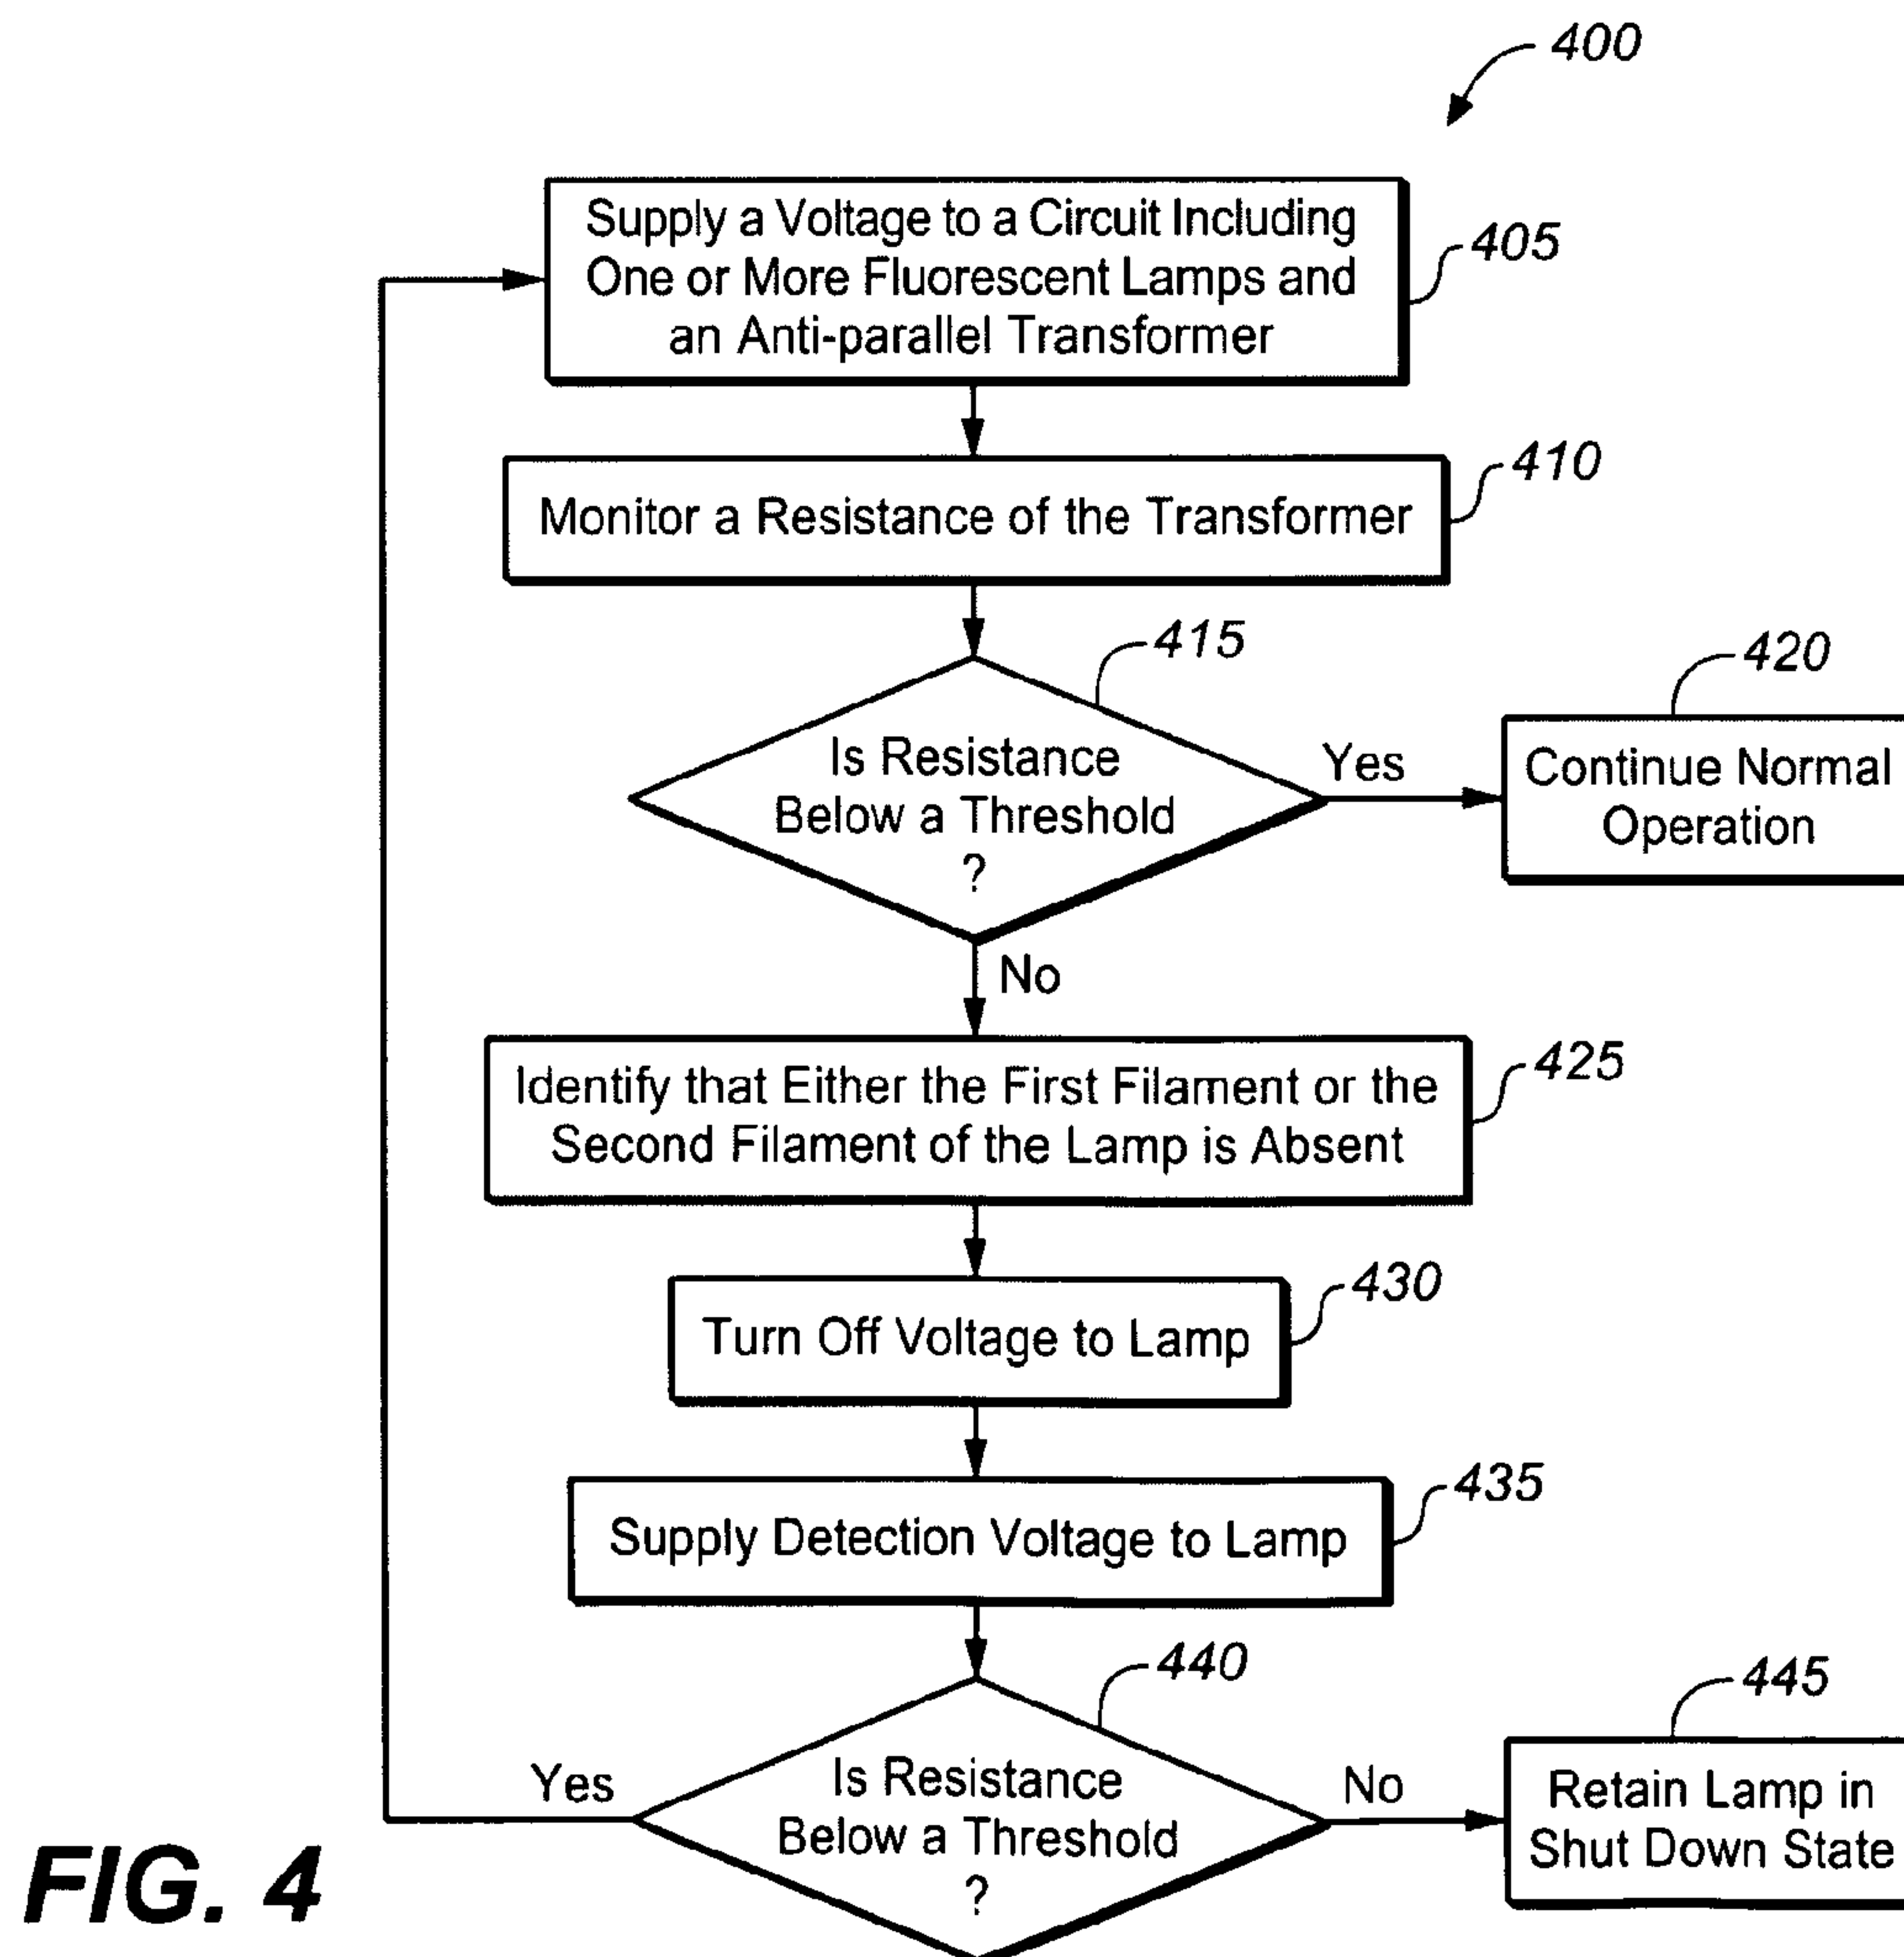 400
Supply a Voltage to a Circuit Including
One or More Fluorescent Lamps and
an Anti-parallel Transformer
405
Monitor a Resistance of the Transformer
410
Is Resistance
Below a Threshold
?
415
Yes
Continue Normal
Operation
420
No
Identify that Either the First Filament or the
Second Filament of the Lamp is Absent
425
Turn Off Voltage to Lamp
430
Supply Detection Voltage to Lamp
435
Is Resistance
Below a Threshold
?
440
Yes
No
Retain Lamp in
Shut Down State
445
FIG. 4